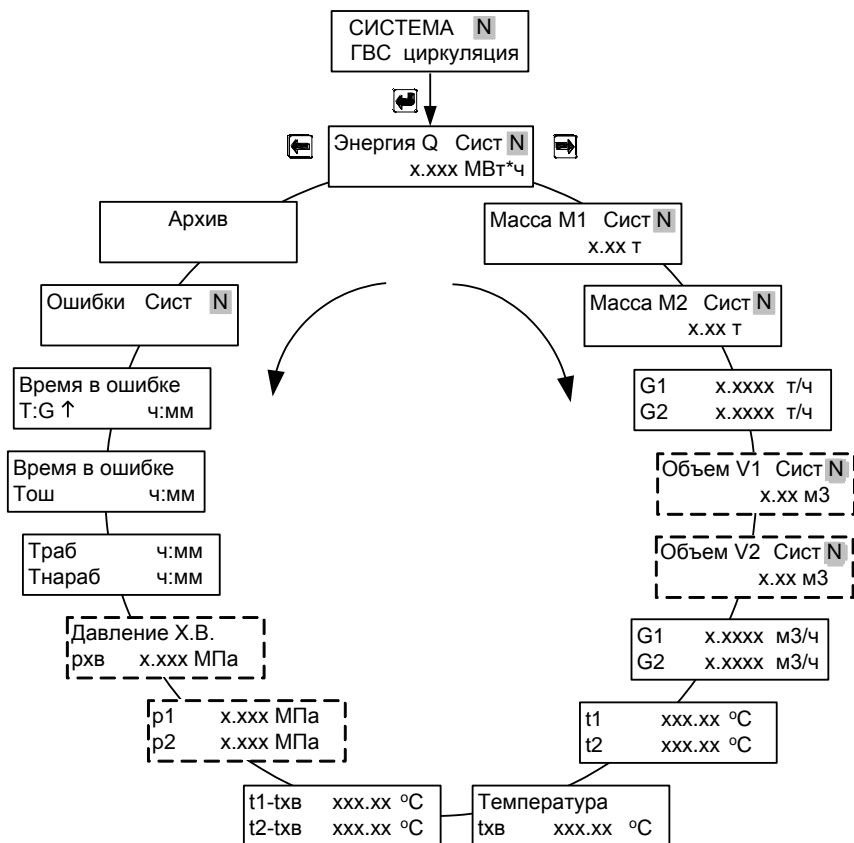 СИСТЕМА N
ГВС циркуляция
Энергия Q Сист N
x.xxx МВт*ч
Архив
Масса М1 Сист N
x.xx т
Ошибки Сист N
Масса М2 Сист N
x.xx т
Время в ошибке
T:G ↑ ч:мм
G1 x.xxxx т/ч
G2 x.xxxx т/ч
Время в ошибке
Тош ч:мм
Объем V1 Сист N
x.xx м3
Траб ч:мм
Тнараб ч:мм
Объем V2 Сист N
x.xx м3
Давление Х.В.
рхв x.xxx МПа
G1 x.xxxx м3/ч
G2 x.xxxx м3/ч
p1 x.xxx МПа
p2 x.xxx МПа
t1 xxx.xx ºC
t2 xxx.xx ºC
t1-tхв xxx.xx ºC
t2-tхв xxx.xx ºC
Температура
tхв xxx.xx ºC